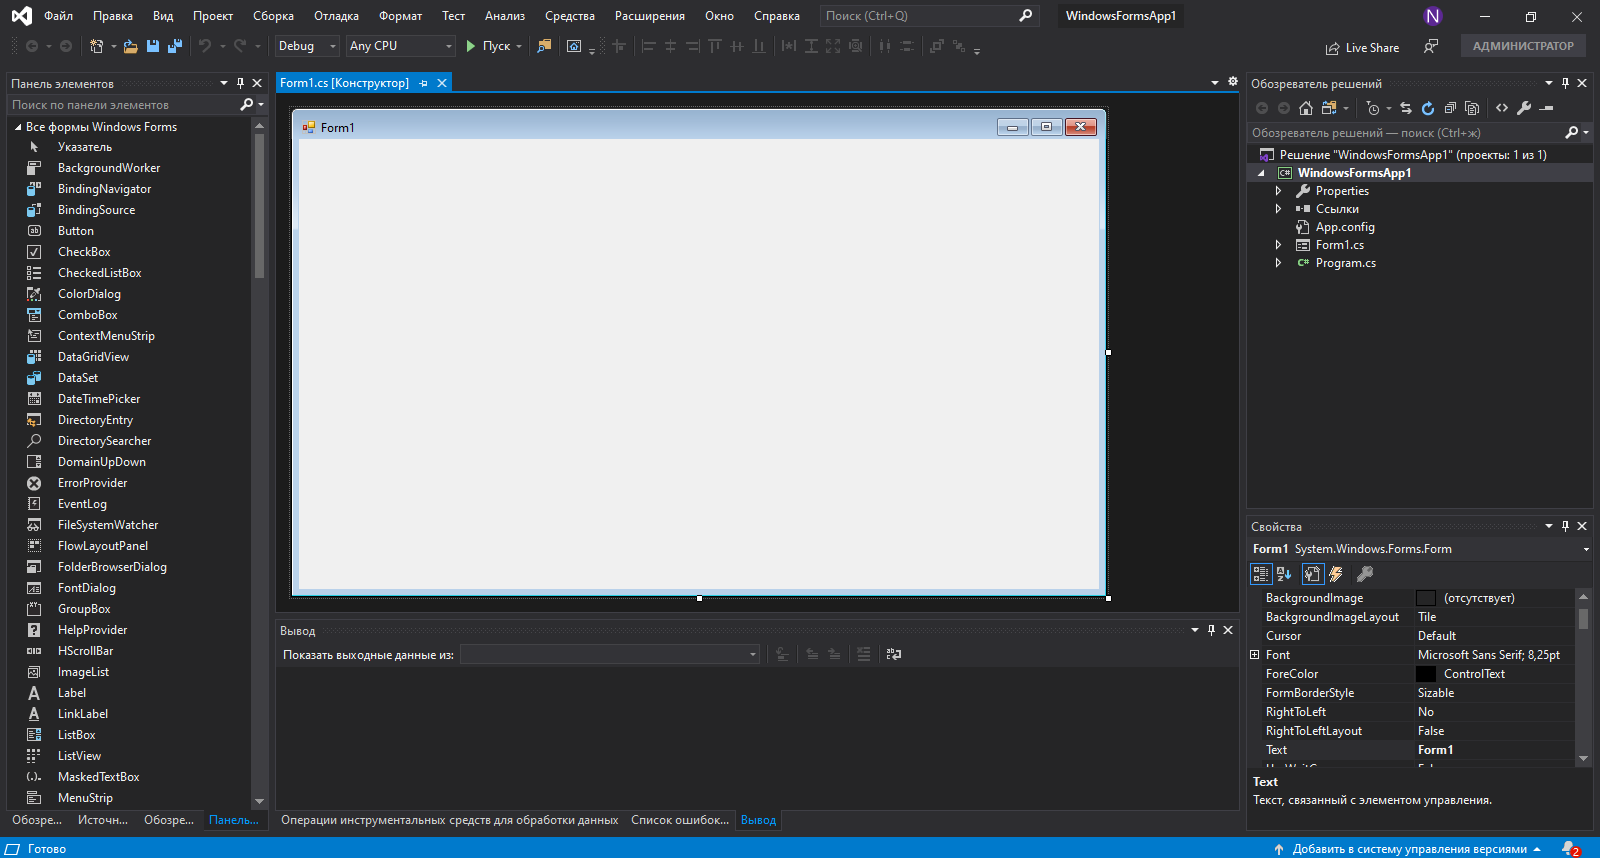 Файл Правка Вид Проект Сборка Отладка Формат Тест Анализ Средства Расширения Окно Справка Поиск (Ctrl+Q) WindowsFormsApp1 N
Debug Any CPU Пуск Live Share АДМИНИСТРАТОР
Панель элементов
Поиск по панели элементов
Все формы Windows Forms
Указатель
BackgroundWorker
BindingNavigator
BindingSource
Button
CheckBox
CheckedListBox
ColorDialog
ComboBox
ContextMenuStrip
DataGridView
DataSet
DateTimePicker
DirectoryEntry
DirectorySearcher
DomainUpDown
ErrorProvider
EventLog
FileSystemWatcher
FlowLayoutPanel
FolderBrowserDialog
FontDialog
GroupBox
HelpProvider
HScrollBar
ImageList
Label
LinkLabel
ListBox
ListView
MaskedTextBox
MenuStrip
Обозре... Источн... Обозре... Панель...
Form1.cs [Конструктор]
Form1
Вывод
Показать выходные данные из:
Операции инструментальных средств для обработки данных Список ошибок... Вывод
Обозреватель решений
Обозреватель решений — поиск (Ctrl+ж)
Решение "WindowsFormsApp1" (проекты: 1 из 1)
C# WindowsFormsApp1
Properties
Ссылки
App.config
Form1.cs
C# Program.cs
Свойства
Form1 System.Windows.Forms.Form
BackgroundImage (отсутствует)
BackgroundImageLayout Tile
Cursor Default
Font Microsoft Sans Serif; 8,25pt
ForeColor ControlText
FormBorderStyle Sizable
RightToLeft No
RightToLeftLayout False
Text Form1
Text
Текст, связанный с элементом управления.
Готово Добавить в систему управления версиями 2